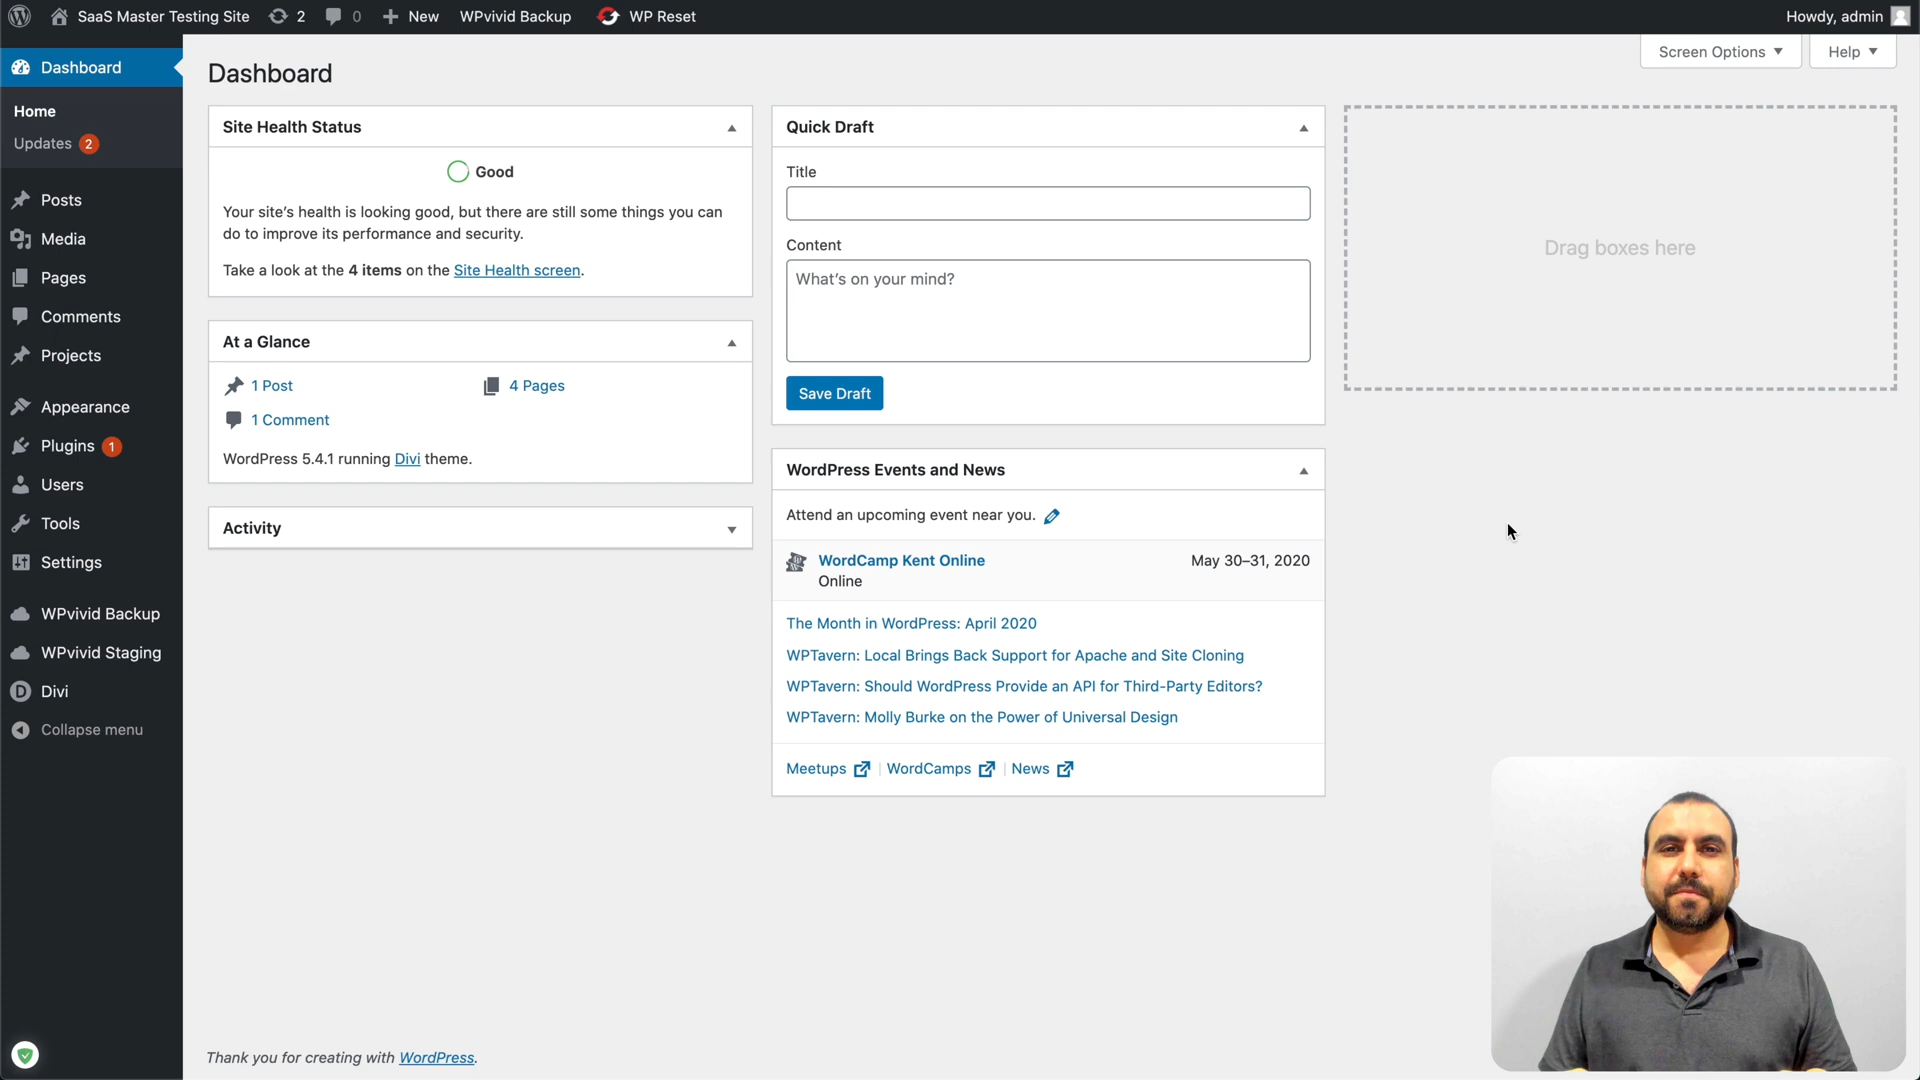 SaaS Master Testing Site
2
0
New
WPvivid Backup
WP Reset
Howdy, admin
Dashboard
Home
Updates 2
Posts
Media
Pages
Comments
Projects
Appearance
Plugins 1
Users
Tools
Settings
WPvivid Backup
WPvivid Staging
D Divi
Collapse menu
Screen Options
Help
Dashboard
Site Health Status
Good
Your site's health is looking good, but there are still some things you can
do to improve its performance and security.
Take a look at the 4 items on the Site Health screen.
At a Glance
1 Post
4 Pages
1 Comment
WordPress 5.4.1 running Divi theme.
Activity
Quick Draft
Title
Content
What's on your mind?
Save Draft
WordPress Events and News
Attend an upcoming event near you.
WordCamp Kent Online
May 30–31, 2020
Online
The Month in WordPress: April 2020
WPTavern: Local Brings Back Support for Apache and Site Cloning
WPTavern: Should WordPress Provide an API for Third-Party Editors?
WPTavern: Molly Burke on the Power of Universal Design
Meetups | WordCamps | News
Drag boxes here
Thank you for creating with WordPress.